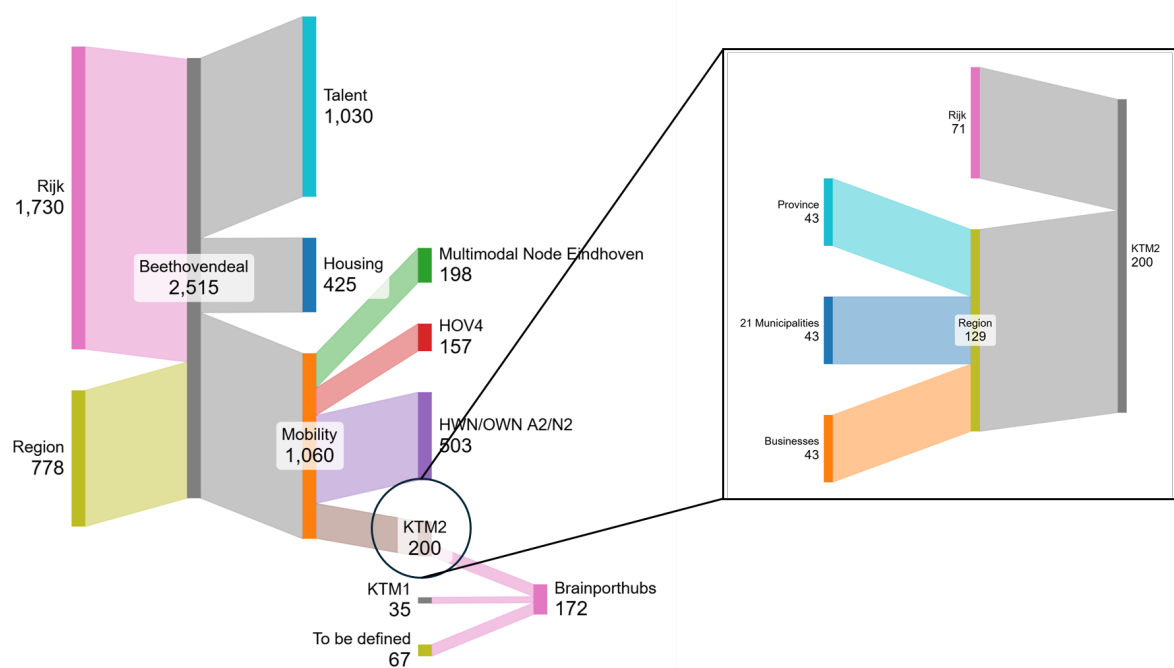 Talent
1,030
Rijk
1,730
Beethovendeal
2,515
Housing
425
Multimodal Node Eindhoven
198
HOV4
157
Region
778
Mobility
1,060
HWN/OWN A2/N2
503
KTM2
200
KTM1
35
Brainporthubs
172
To be defined
67
Rijk
71
Province
43
KTM2
200
21 Municipalities
43
Region
129
Businesses
43